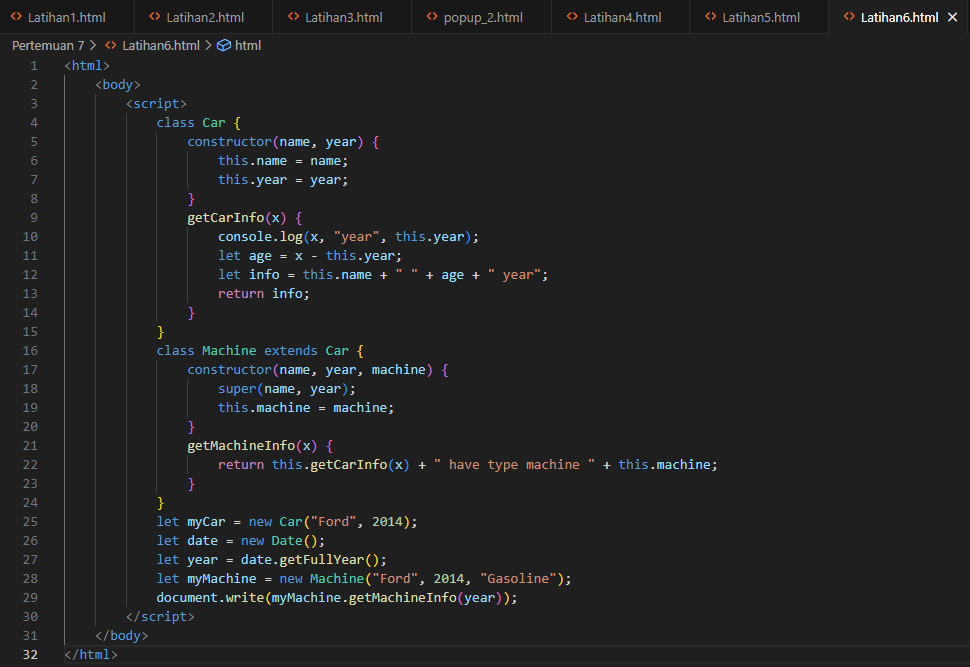 Latihan1.html Latihan2.html Latihan3.html popup_2.html Latihan4.html Latihan5.html Latihan6.html
Pertemuan 7 > Latihan6.html > html
1 <html>
2 <body>
3 <script>
4 class Car {
5 constructor(name, year) {
6 this.name = name;
7 this.year = year;
8 }
9 getCarInfo(x) {
10 console.log(x, "year", this.year);
11 let age = x - this.year;
12 let info = this.name + " " + age + " year";
13 return info;
14 }
15 }
16 class Machine extends Car {
17 constructor(name, year, machine) {
18 super(name, year);
19 this.machine = machine;
20 }
21 getMachineInfo(x) {
22 return this.getCarInfo(x) + " have type machine " + this.machine;
23 }
24 }
25 let myCar = new Car("Ford", 2014);
26 let date = new Date();
27 let year = date.getFullYear();
28 let myMachine = new Machine("Ford", 2014, "Gasoline");
29 document.write(myMachine.getMachineInfo(year));
30 </script>
31 </body>
32 </html>